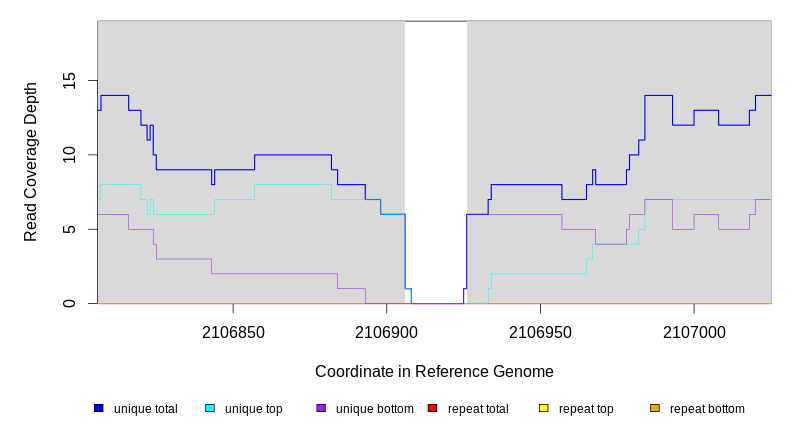 Read Coverage Depth
15
10
5
0
2106850 2106900 2106950 2107000
Coordinate in Reference Genome
unique total unique top unique bottom repeat total repeat top repeat bottom